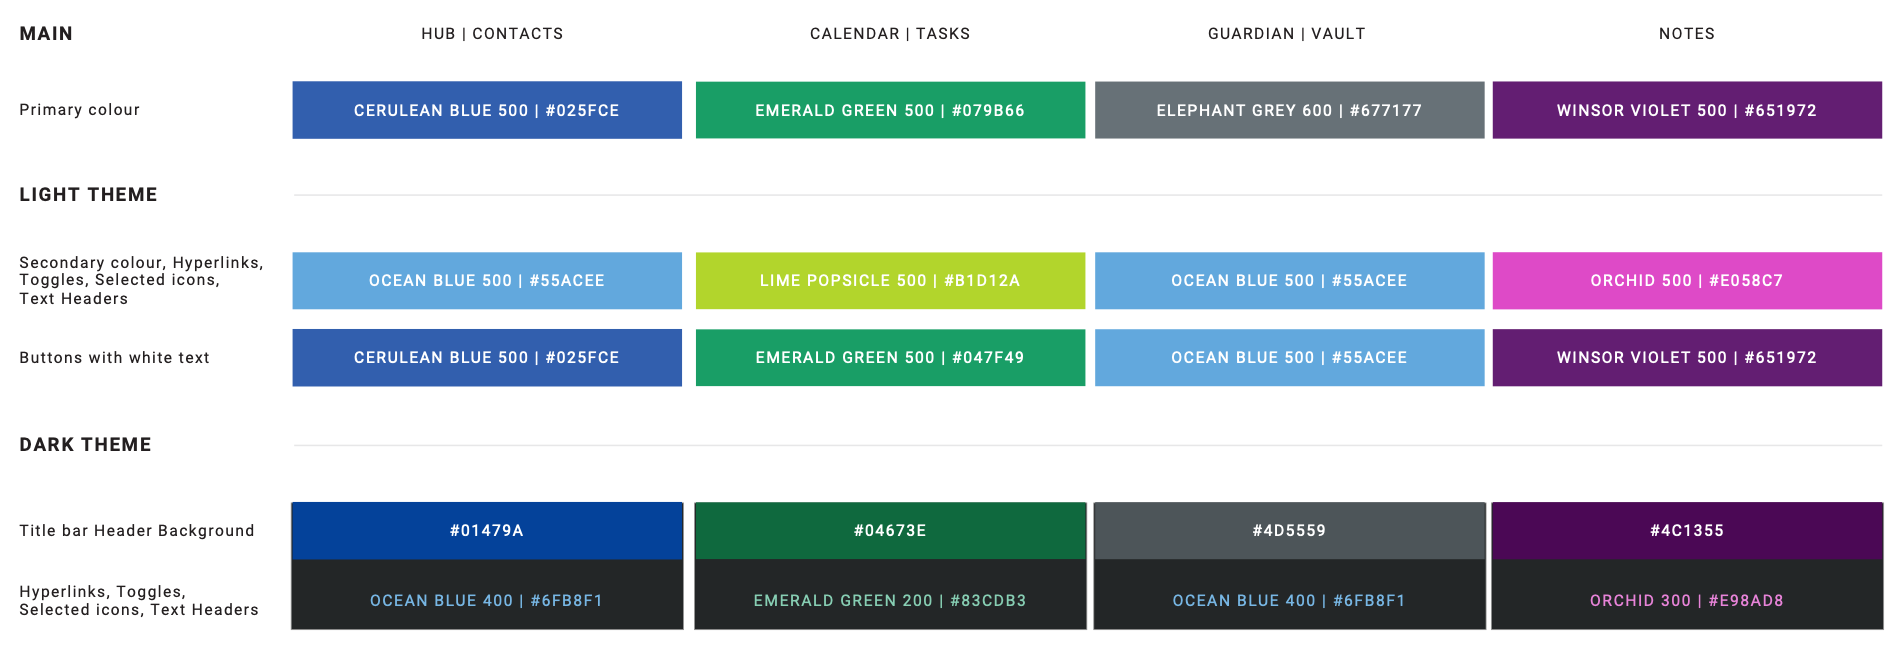 MAIN
HUB | CONTACTS
CALENDAR | TASKS
GUARDIAN | VAULT
NOTES
Primary colour
CERULEAN BLUE 500 | #025FCE
EMERALD GREEN 500 | #079B66
ELEPHANT GREY 600 | #677177
WINSOR VIOLET 500 | #651972
LIGHT THEME
Secondary colour, Hyperlinks,
Toggles, Selected icons,
Text Headers
OCEAN BLUE 500 | #55ACEE
LIME POPSICLE 500 | #B1D12A
OCEAN BLUE 500 | #55ACEE
ORCHID 500 | #E058C7
Buttons with white text
CERULEAN BLUE 500 | #025FCE
EMERALD GREEN 500 | #047F49
OCEAN BLUE 500 | #55ACEE
WINSOR VIOLET 500 | #651972
DARK THEME
Title bar Header Background
#01479A
#04673E
#4D5559
#4C1355
Hyperlinks, Toggles,
Selected icons, Text Headers
OCEAN BLUE 400 | #6FB8F1
EMERALD GREEN 200 | #83CDB3
OCEAN BLUE 400 | #6FB8F1
ORCHID 300 | #E98AD8